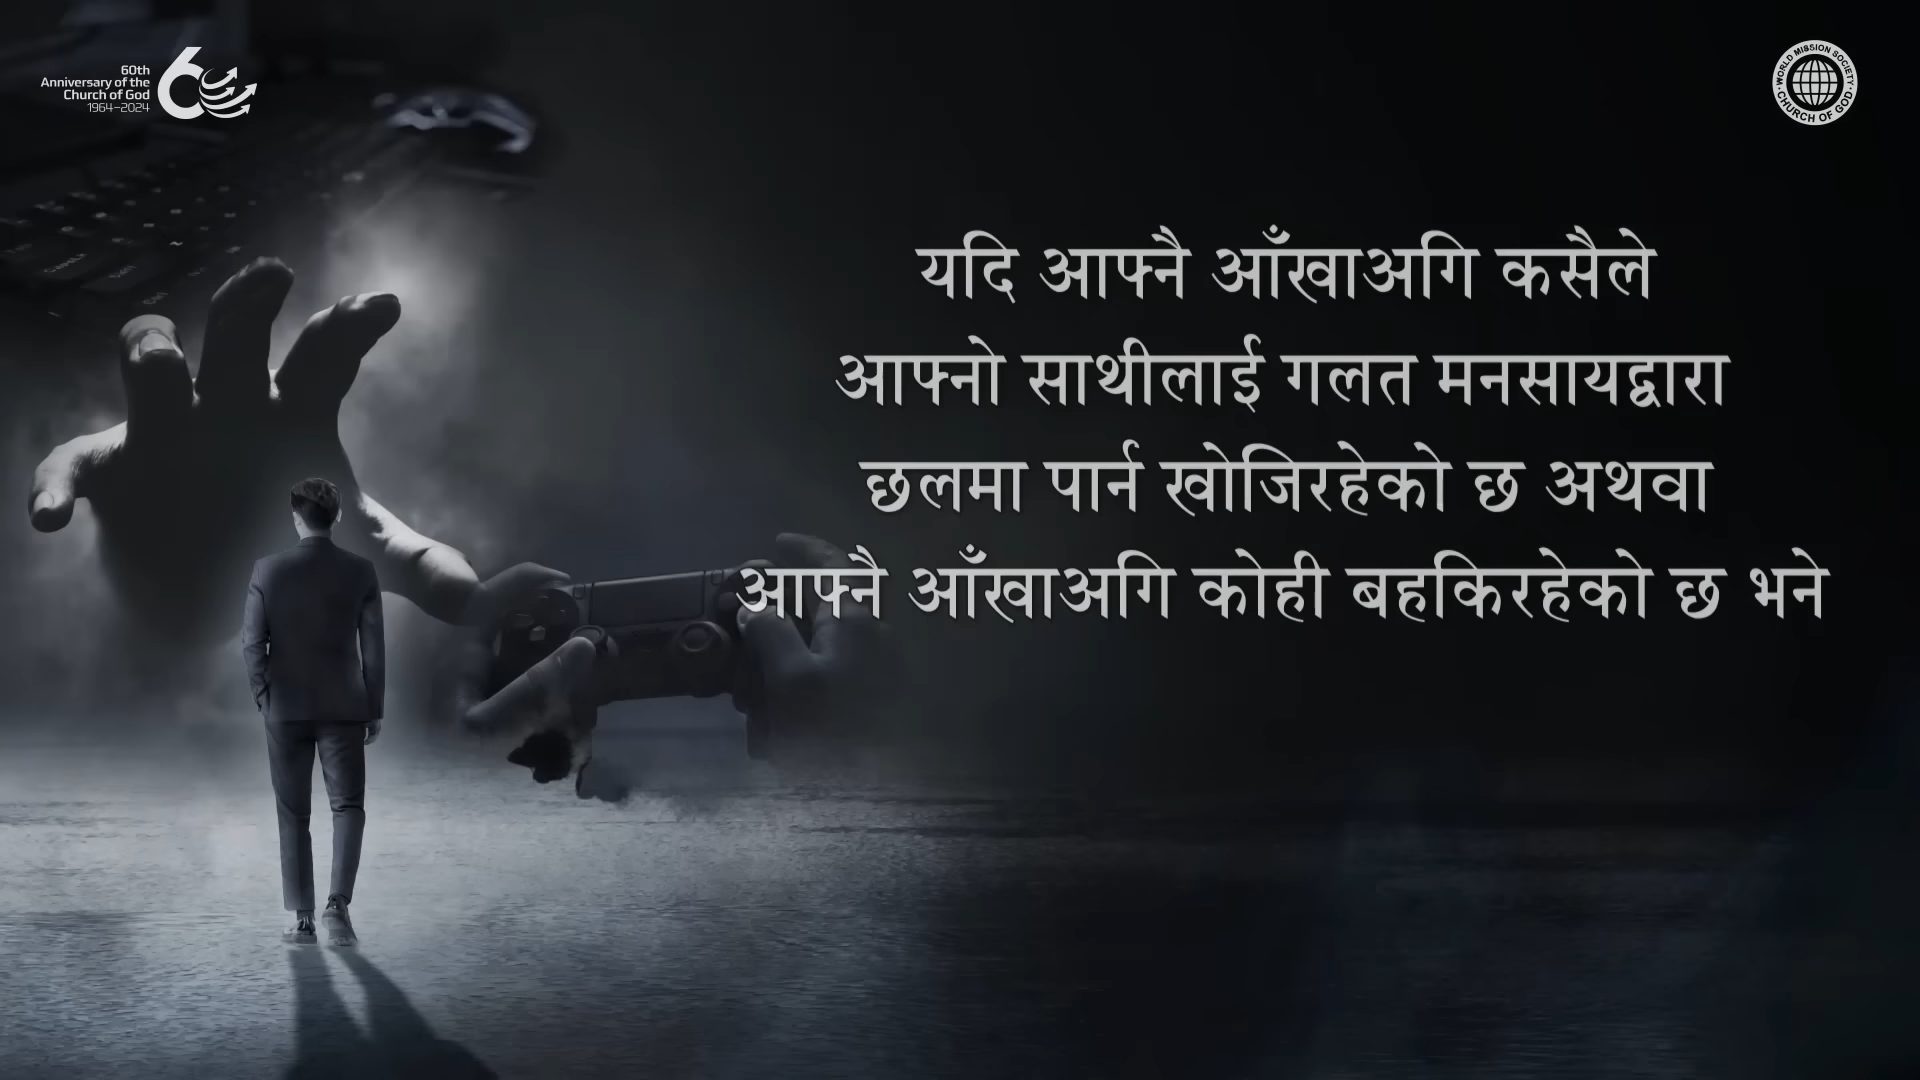 60th
Anniversary of the
Church of God
1964–2024
60
WORLD MISSION SOCIETY
CHURCH OF GOD
यदि आफ्नै आँखाअगि कसैले
आफ्नो साथीलाई गलत मनसायद्वारा
छलमा पार्न खोजिरहेको छ अथवा
आफ्नै आँखाअगि कोही बहकिरहेको छ भने